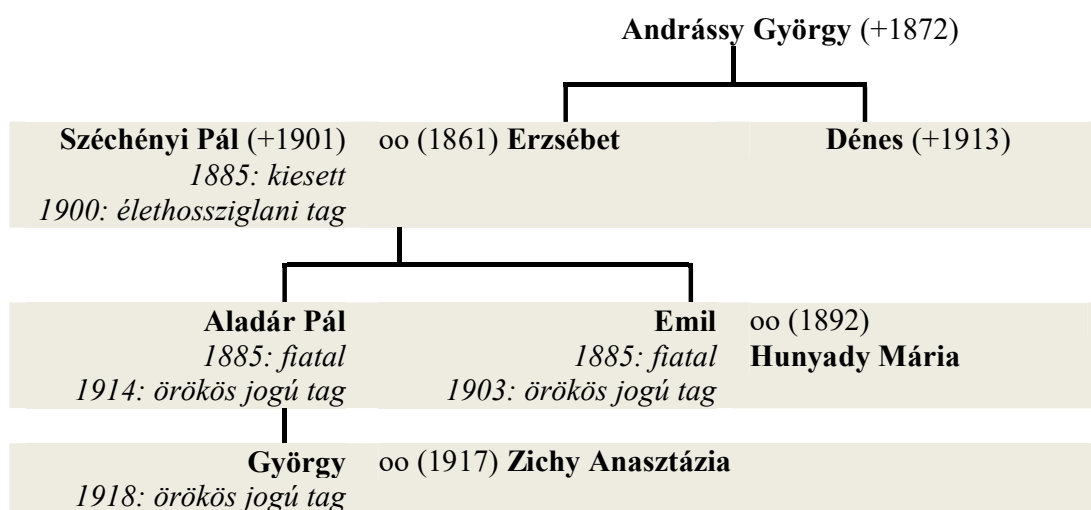 Andrássy György (+1872)
Széchényi Pál (+1901) oo (1861) Erzsébet Dénes (+1913)
1885: kiesett
1900: élethossziglani tag
Aladár Pál Emil oo (1892)
1885: fiatal 1885: fiatal Hunyady Mária
1914: örökös jogú tag 1903: örökös jogú tag
György oo (1917) Zichy Anasztázia
1918: örökös jogú tag